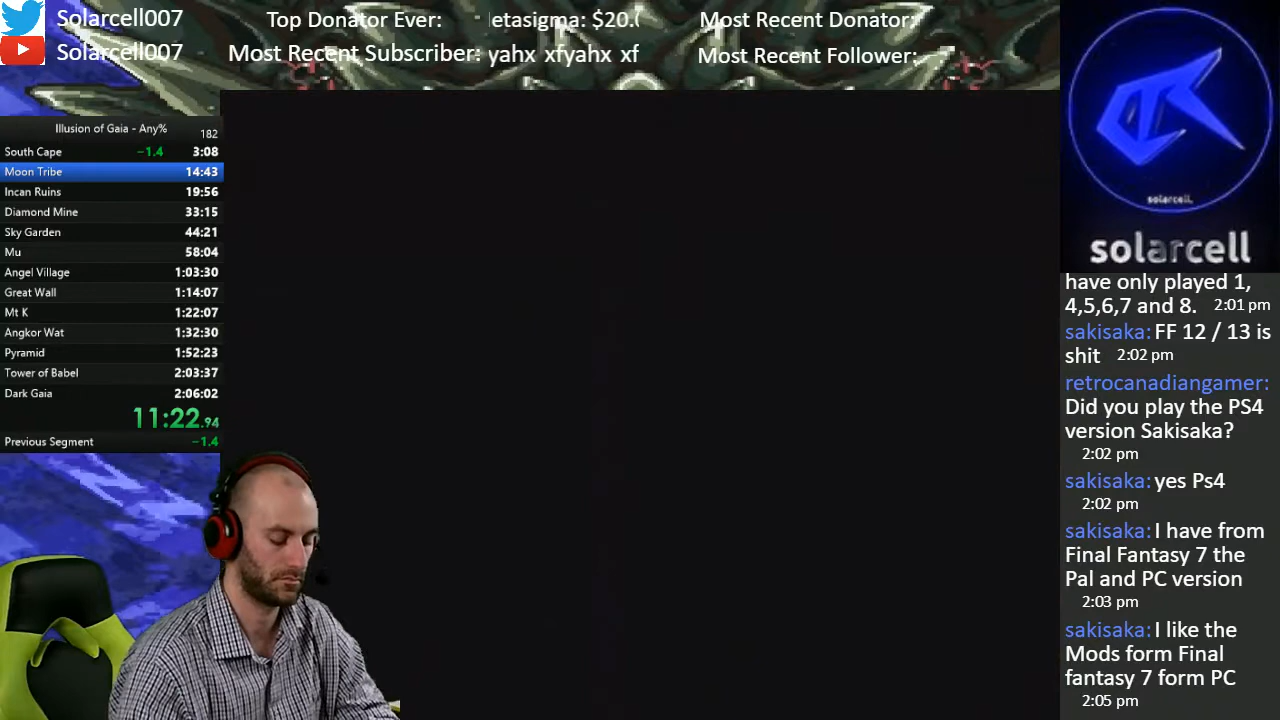 Solarcell007
Solarcell007
Top Donator Ever:
etasigma: $20.
Most Recent Donator:
Most Recent Subscriber:
yahx xfyahx xf
Most Recent Follower:
Illusion of Gaia - Any%
182
South Cape -1.4 3:08
Moon Tribe 14:43
Incan Ruins 19:56
Diamond Mine 33:15
Sky Garden 44:21
Mu 58:04
Angel Village 1:03:30
Great Wall 1:14:07
Mt K 1:22:07
Angkor Wat 1:32:30
Pyramid 1:52:23
Tower of Babel 2:03:37
Dark Gaia 2:06:02
11:22.94
Previous Segment -1.4
solarcell.
solarcell
have only played 1,
4,5,6,7 and 8. 2:01 pm
sakisaka: FF 12 / 13 is
shit 2:02 pm
retrocanadiangamer:
Did you play the PS4
version Sakisaka?
2:02 pm
sakisaka: yes Ps4
2:02 pm
sakisaka: I have from
Final Fantasy 7 the
Pal and PC version
2:03 pm
sakisaka: I like the
Mods form Final
fantasy 7 form PC
2:05 pm